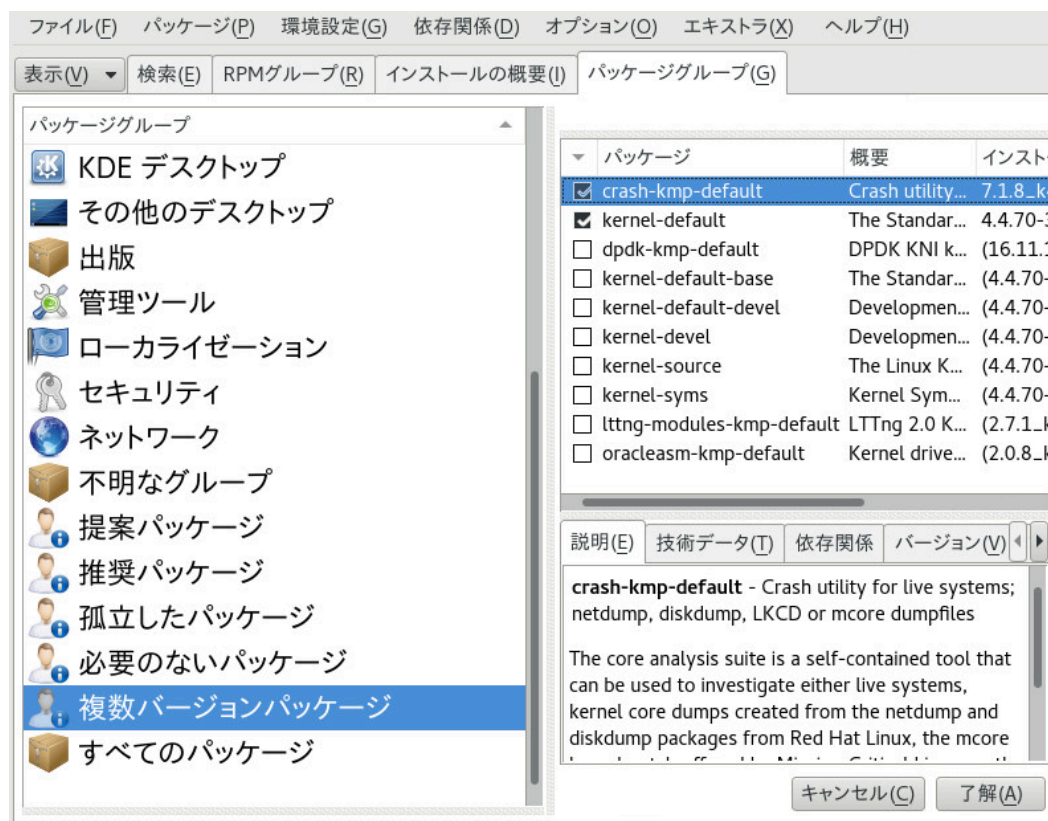 ファイル(F) パッケージ(P) 環境設定(G) 依存関係(D) オプション(O) エキストラ(X) ヘルプ(H)
表示(V) 検索(E) RPMグループ(R) インストールの概要(I) パッケージグループ(G)
パッケージグループ
KDE デスクトップ
その他のデスクトップ
出版
管理ツール
ローカライゼーション
セキュリティ
ネットワーク
不明なグループ
提案パッケージ
推奨パッケージ
孤立したパッケージ
必要のないパッケージ
複数バージョンパッケージ
すべてのパッケージ
パッケージ 概要 インスト
crash-kmp-default Crash utility... 7.1.8_k
kernel-default The Standar... 4.4.70-
dpdk-kmp-default DPDK KNI k... (16.11.
kernel-default-base The Standar... (4.4.70-
kernel-default-devel Developmen... (4.4.70-
kernel-devel Developmen... (4.4.70-
kernel-source The Linux K... (4.4.70-
kernel-syms Kernel Sym... (4.4.70-
lttng-modules-kmp-default LTTng 2.0 K... (2.7.1_k
oracleasm-kmp-default Kernel drive... (2.0.8_k
説明(E) 技術データ(T) 依存関係 バージョン(V)
crash-kmp-default - Crash utility for live systems;
netdump, diskdump, LKCD or mcore dumpfiles
The core analysis suite is a self-contained tool that
can be used to investigate either live systems,
kernel core dumps created from the netdump and
diskdump packages from Red Hat Linux, the mcore
キャンセル(C) 了解(A)